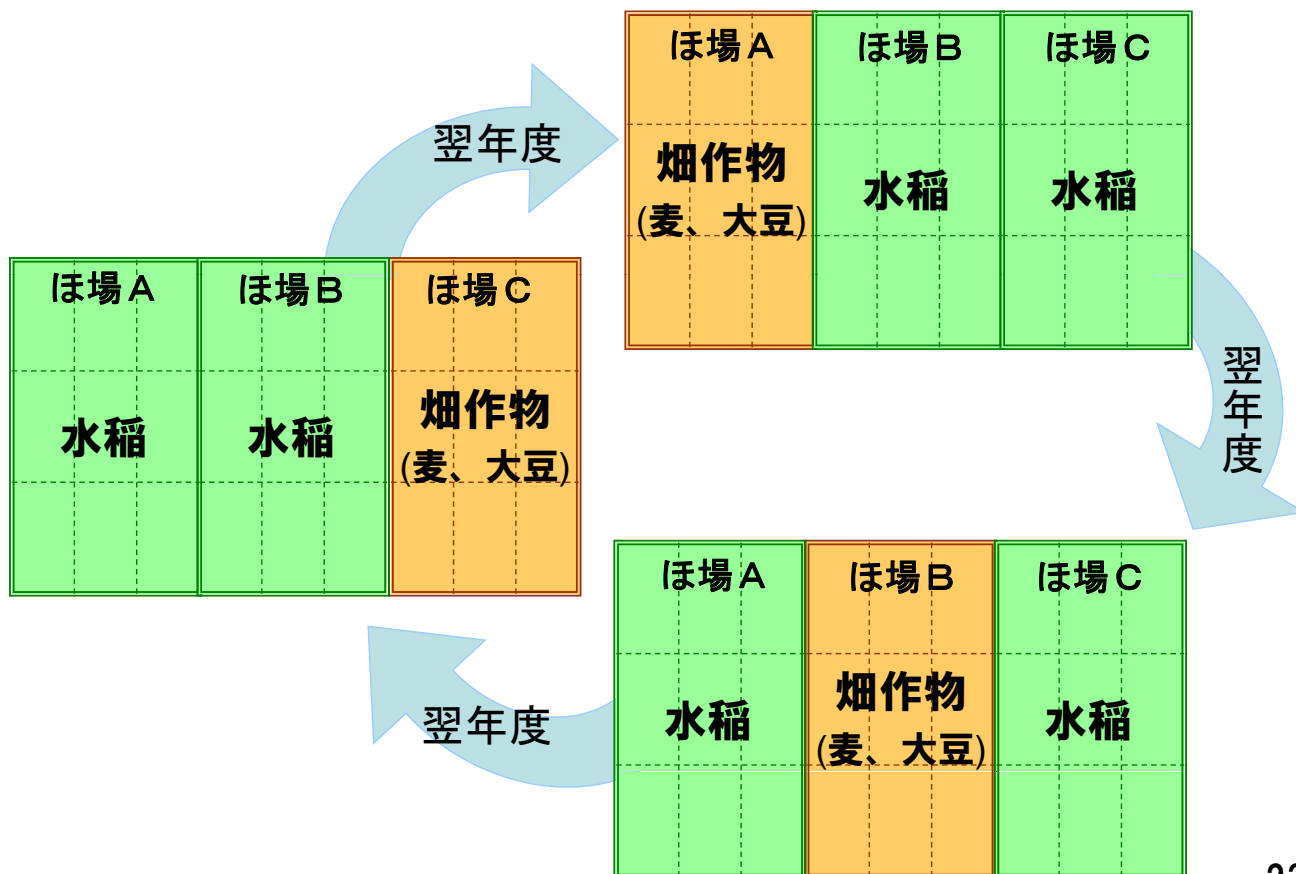 ほ場A
ほ場B
ほ場C
畑作物
(麦、大豆)
水稲
水稲
翌年度
ほ場A
ほ場B
ほ場C
水稲
水稲
畑作物
(麦、大豆)
翌年度
ほ場A
ほ場B
ほ場C
水稲
畑作物
(麦、大豆)
水稲
翌年度